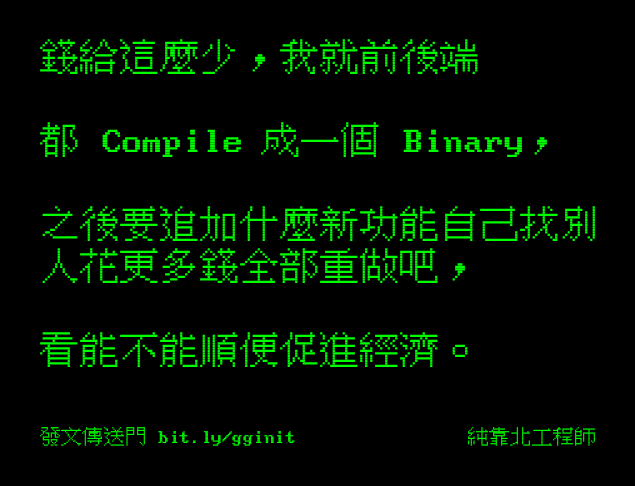 錢給這麼少，我就前後端
都 Compile 成一個 Binary，
之後要追加什麼新功能自己找別
人花更多錢全部重做吧，
看能不能順便促進經濟。
發文傳送門 bit.ly/gginit
純靠北工程師